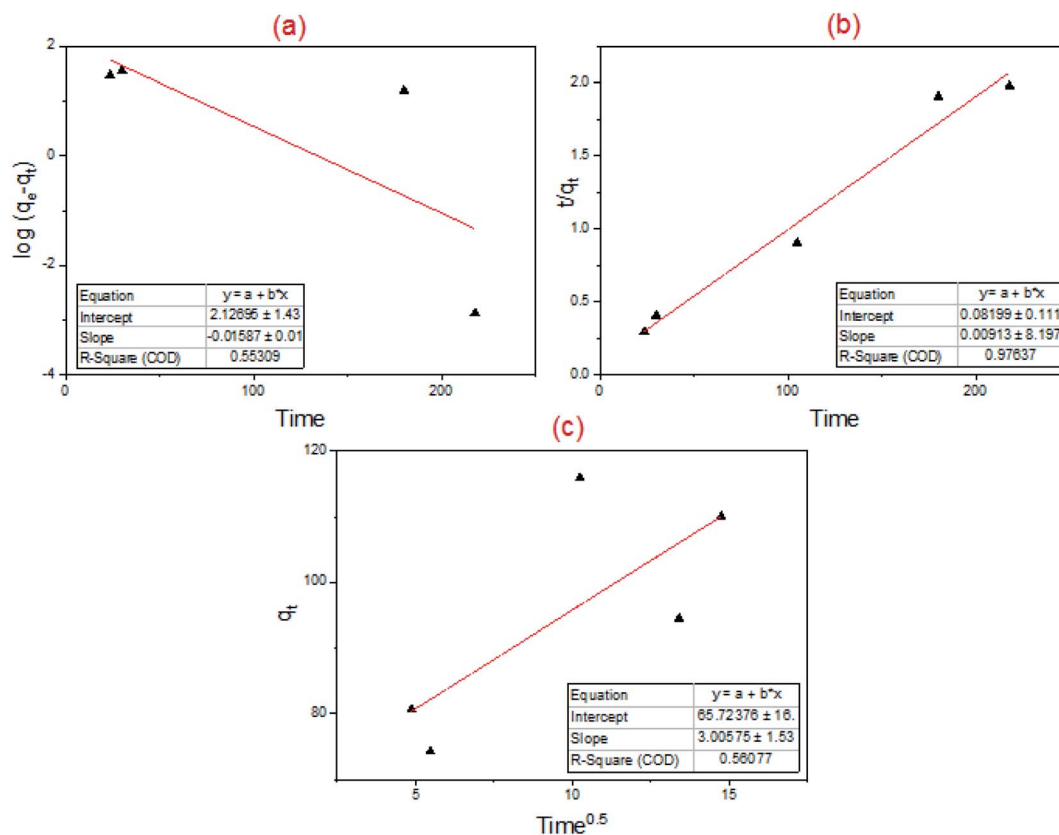 (a)
2
0
-2
-4
log (qe-qt)
Equation y = a + b*x
Intercept 2.12695 ± 1.43
Slope -0.01587 ± 0.01
R-Square (COD) 0.55309
0 100 200
Time
(b)
2.0
1.5
1.0
0.5
0.0
t/qt
Equation y = a + b*x
Intercept 0.08199 ± 0.111
Slope 0.00913 ± 8.197
R-Square (COD) 0.97637
0 100 200
Time
(c)
120
100
80
qt
Equation y = a + b*x
Intercept 65.72376 ± 16.
Slope 3.00575 ± 1.53
R-Square (COD) 0.56077
5 10 15
Time0.5